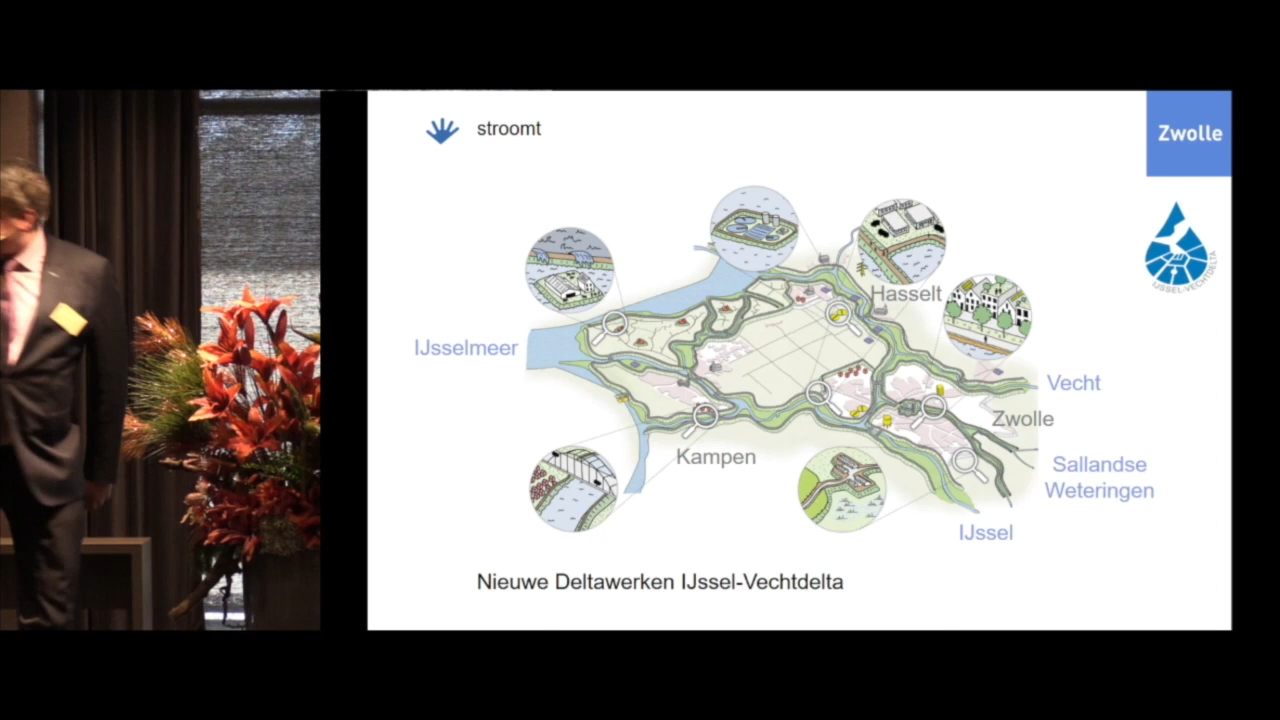 stroomt
Zwolle
IJSSEL-VECHTDELTA
Hasselt
IJsselmeer
Vecht
Zwolle
Kampen
Sallandse
Weteringen
IJssel
Nieuwe Deltawerken IJssel-Vechtdelta